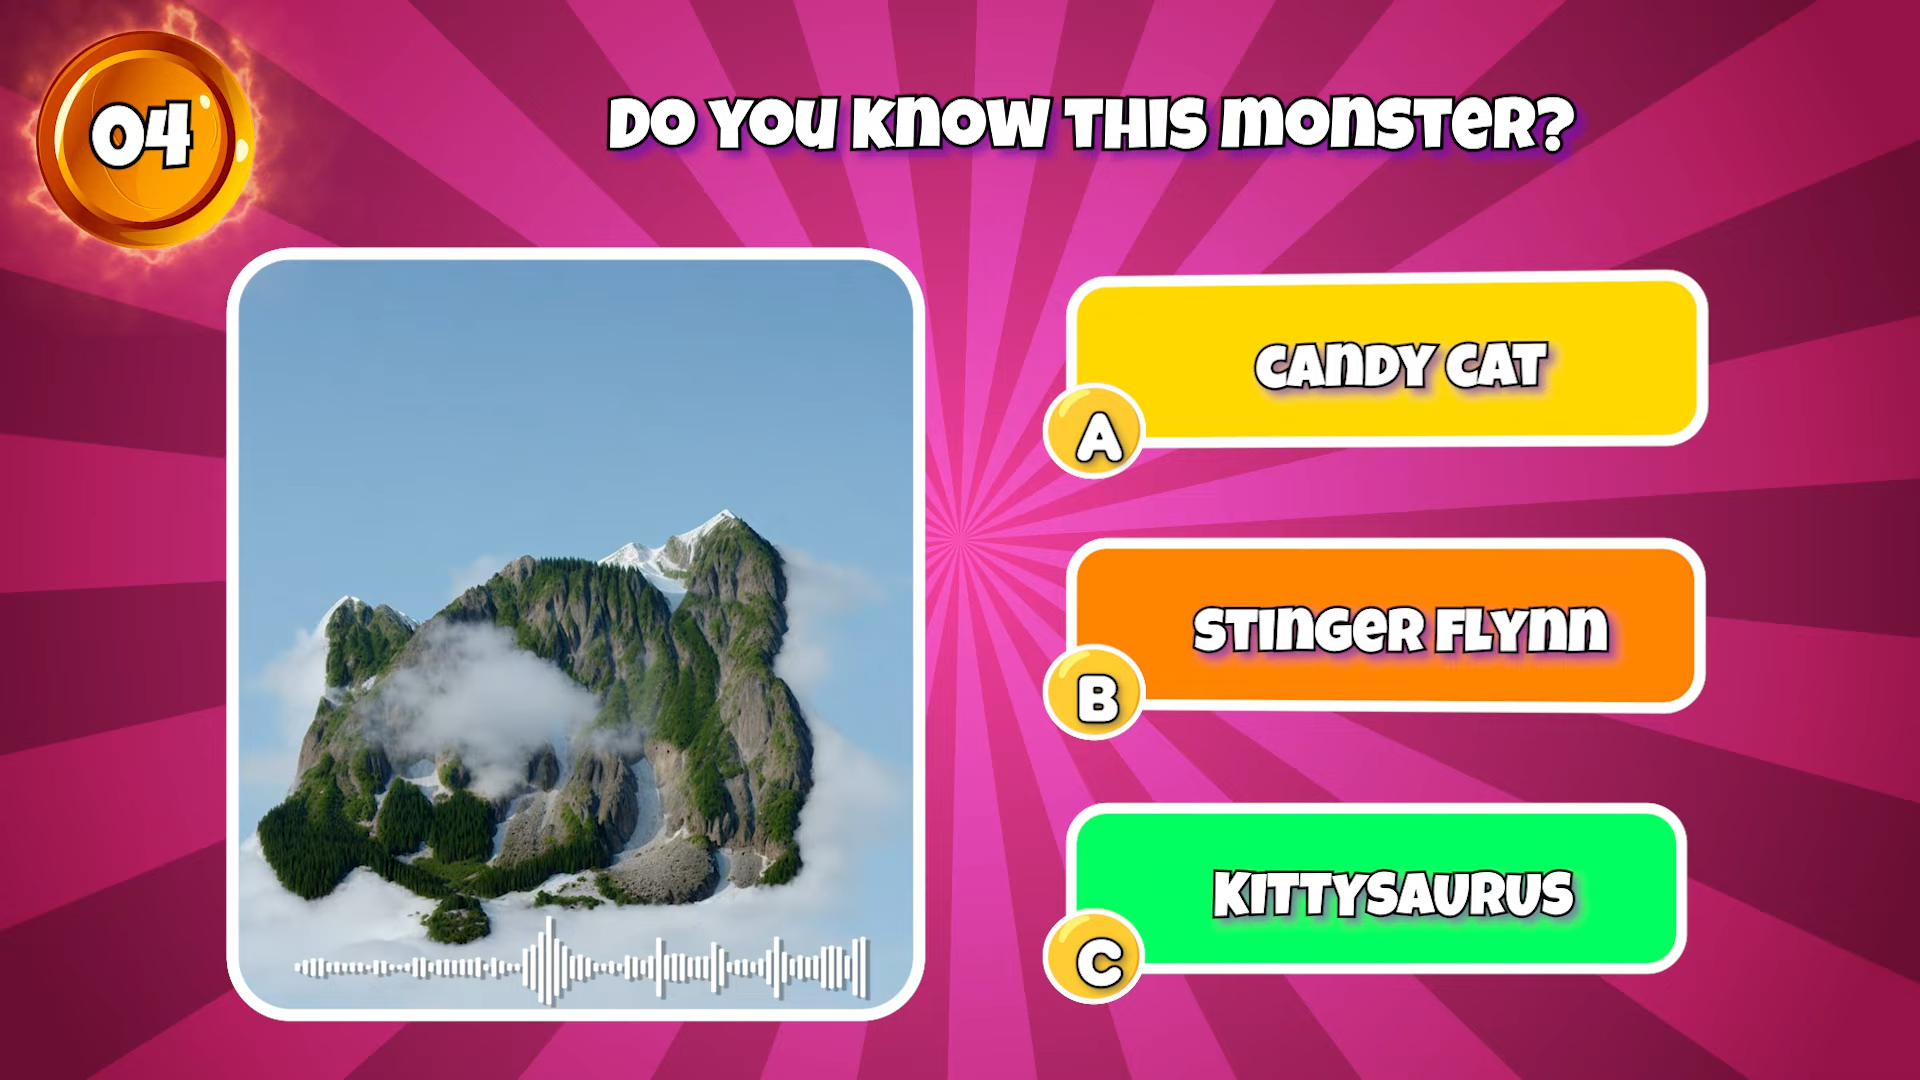 04
DO YOU KNOW THIS MONSTER?
CANDY CAT
A
STINGER FLYNN
B
KITTYSAURUS
C